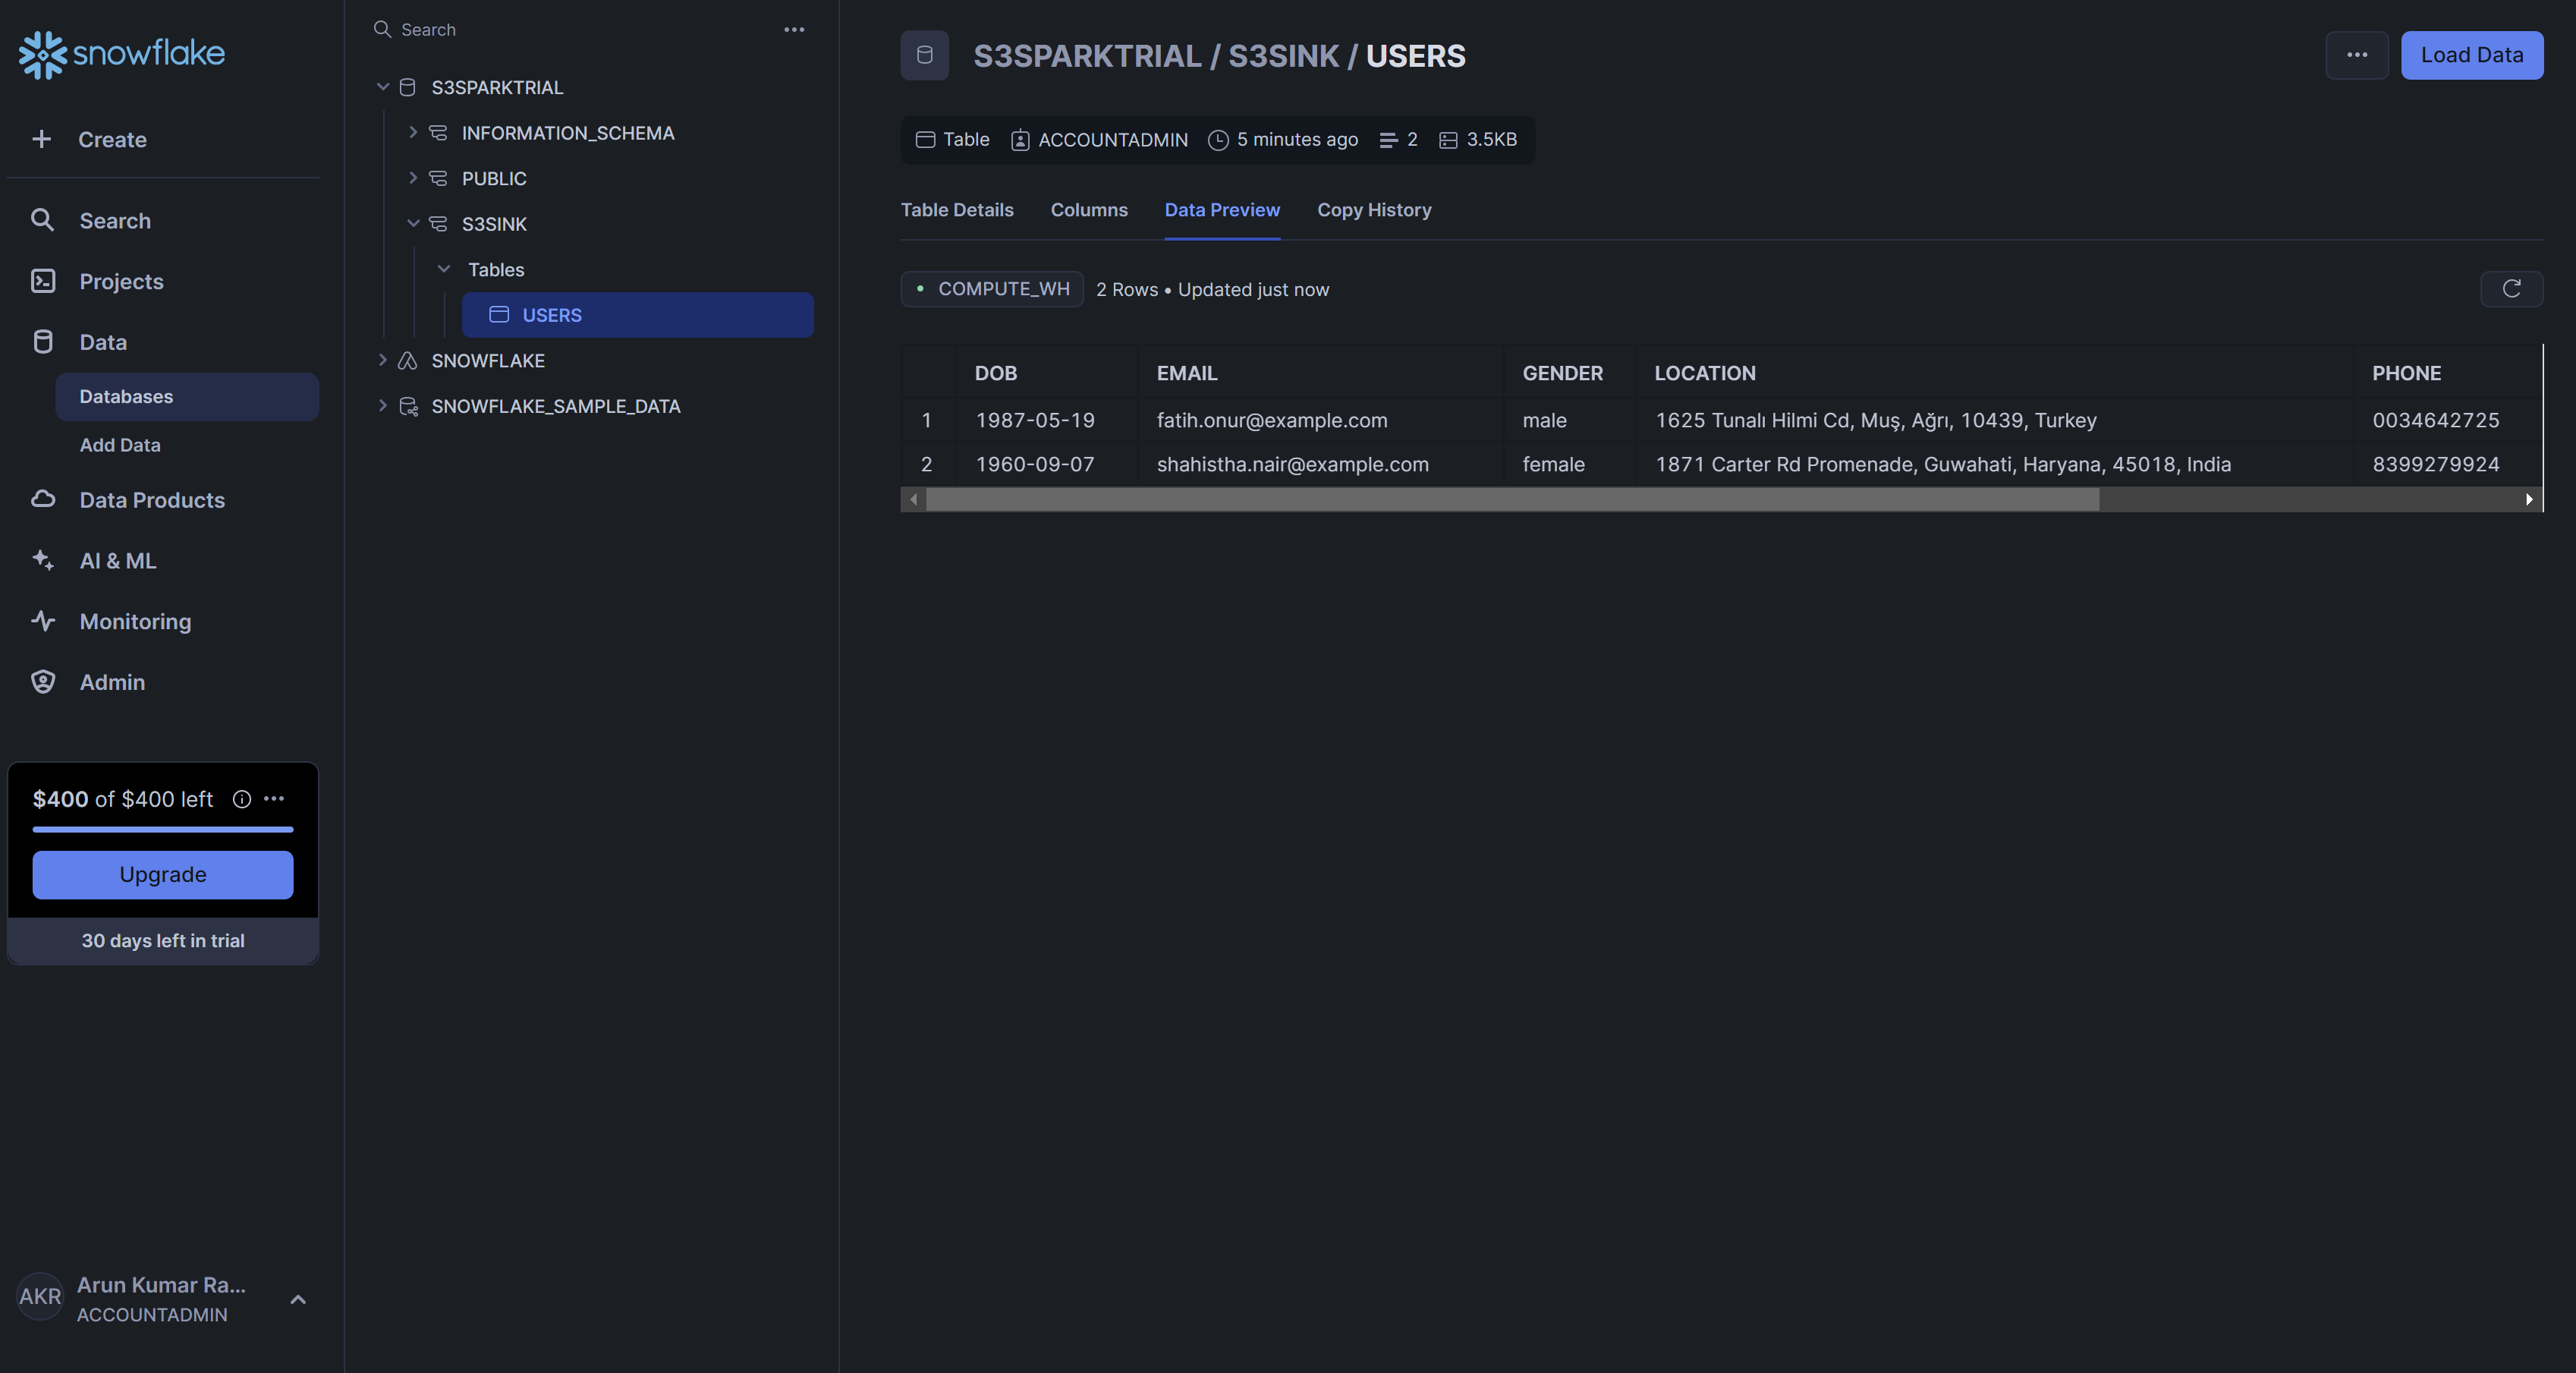 snowflake
Create
Search
Projects
Data
Databases
Add Data
Data Products
AI & ML
Monitoring
Admin
$400 of $400 left
Upgrade
30 days left in trial
AKR
Arun Kumar Ra...
ACCOUNTADMIN
Search
S3SPARKTRIAL
INFORMATION_SCHEMA
PUBLIC
S3SINK
Tables
USERS
SNOWFLAKE
SNOWFLAKE_SAMPLE_DATA
S3SPARKTRIAL / S3SINK / USERS
Load Data
Table ACCOUNTADMIN 5 minutes ago 2 3.5KB
Table Details Columns Data Preview Copy History
COMPUTE_WH 2 Rows • Updated just now
DOB EMAIL GENDER LOCATION PHONE
1 1987-05-19 fatih.onur@example.com male 1625 Tunalı Hilmi Cd, Muş, Ağrı, 10439, Turkey 0034642725
2 1960-09-07 shahistha.nair@example.com female 1871 Carter Rd Promenade, Guwahati, Haryana, 45018, India 8399279924